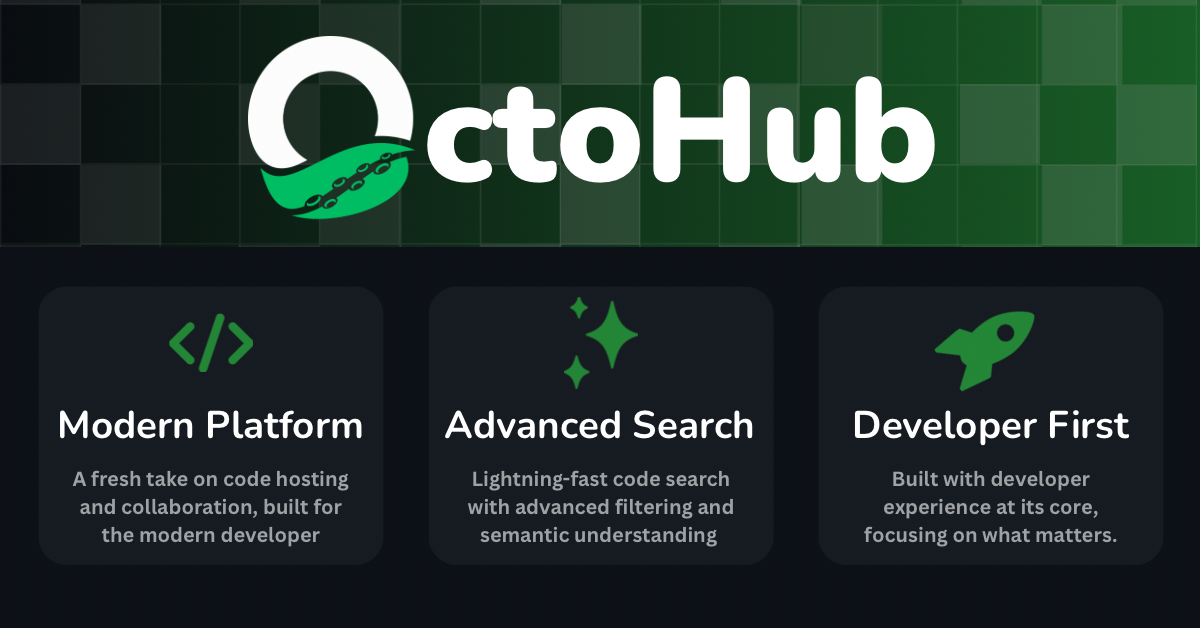 OctoHub
Modern Platform
A fresh take on code hosting
and collaboration, built for
the modern developer
Advanced Search
Lightning-fast code search
with advanced filtering and
semantic understanding
Developer First
Built with developer
experience at its core,
focusing on what matters.